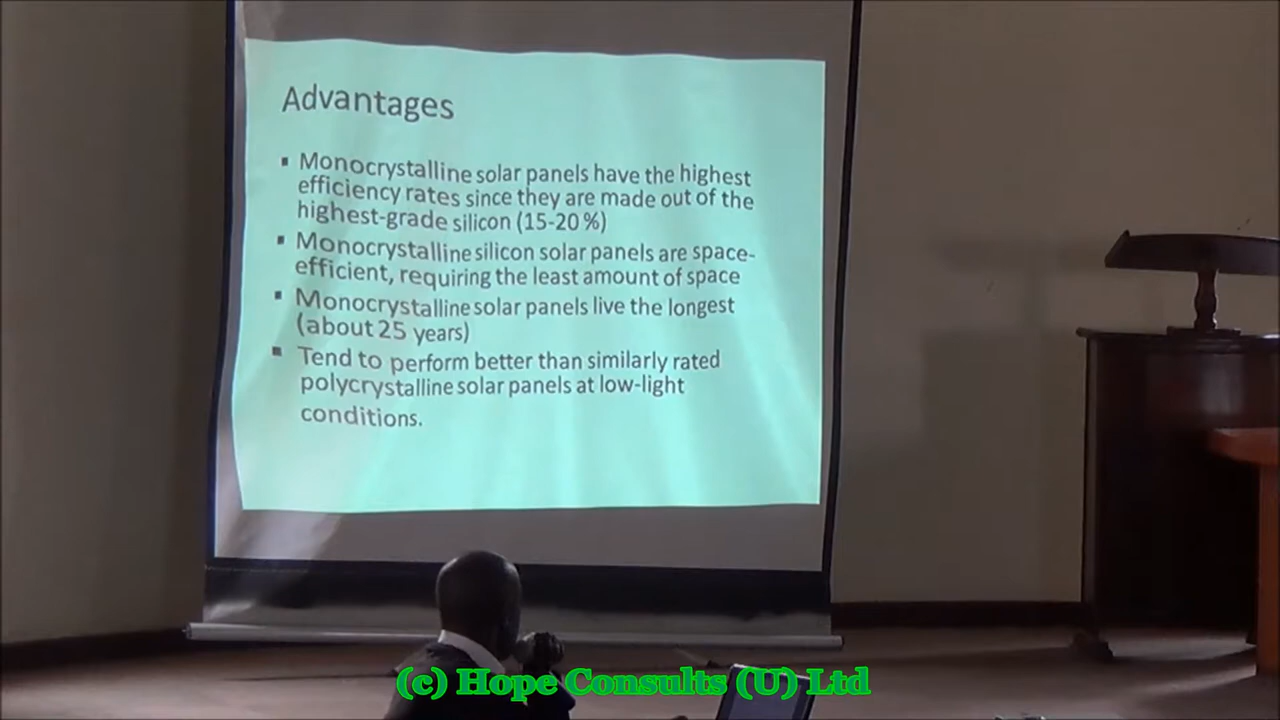 Advantages
▪ Monocrystalline solar panels have the highest
efficiency rates since they are made out of the
highest-grade silicon (15-20 %)
▪ Monocrystalline silicon solar panels are space-
efficient, requiring the least amount of space
▪ Monocrystalline solar panels live the longest
(about 25 years)
▪ Tend to perform better than similarly rated
polycrystalline solar panels at low-light
conditions.
(c) Hope Consults (U) Ltd